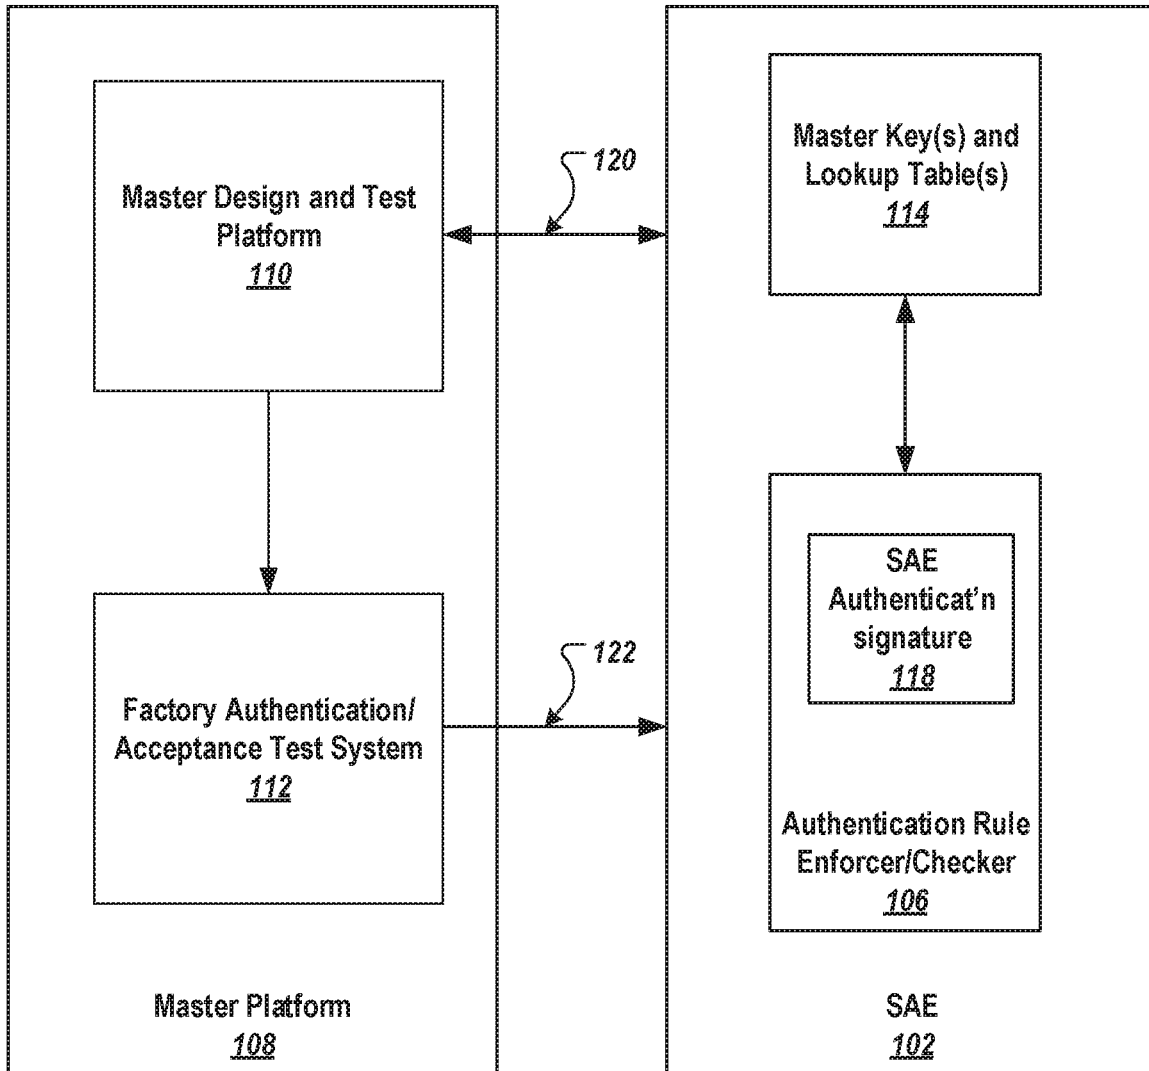 Master Design and Test
Platform
110
120
Master Key(s) and
Lookup Table(s)
114
Factory Authentication/
Acceptance Test System
112
122
SAE
Authenticat'n
signature
118
Authentication Rule
Enforcer/Checker
106
Master Platform
108
SAE
102